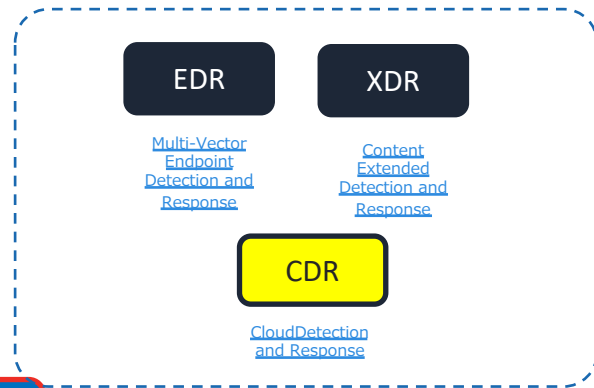 EDR
Multi-Vector
Endpoint
Detection and
Response
XDR
Content
Extended
Detection and
Response
CDR
CloudDetection
and Response